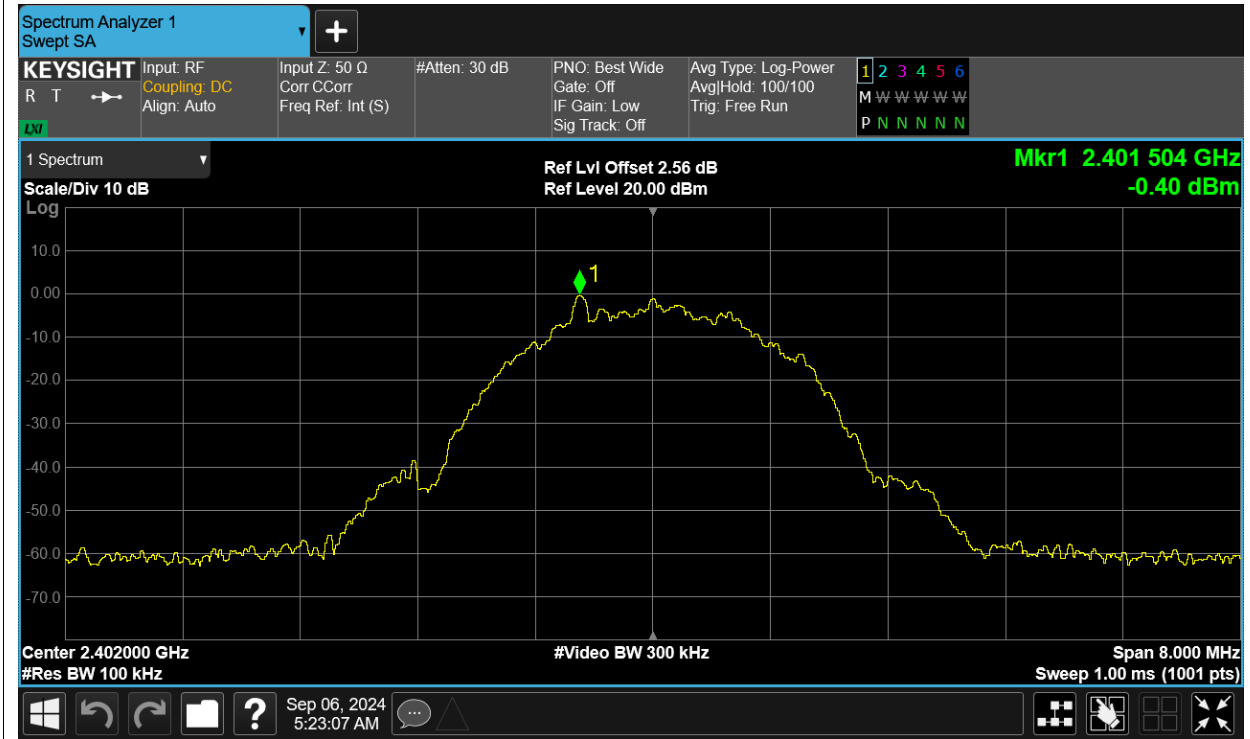 Spectrum Analyzer 1
Swept SA
+
KEYSIGHT
R T
LXI
Input: RF
Coupling: DC
Align: Auto
Input Z: 50 Ω
Corr CCorr
Freq Ref: Int (S)
#Atten: 30 dB
PNO: Best Wide
Gate: Off
IF Gain: Low
Sig Track: Off
Avg Type: Log-Power
Avg|Hold: 100/100
Trig: Free Run
1 2 3 4 5 6
M W W W W W
P N N N N N
1 Spectrum
Scale/Div 10 dB
Log
Ref Lvl Offset 2.56 dB
Ref Level 20.00 dBm
Mkr1 2.401 504 GHz
-0.40 dBm
1
10.0
0.00
-10.0
-20.0
-30.0
-40.0
-50.0
-60.0
-70.0
Center 2.402000 GHz
#Res BW 100 kHz
#Video BW 300 kHz
Span 8.000 MHz
Sweep 1.00 ms (1001 pts)
?
Sep 06, 2024
5:23:07 AM